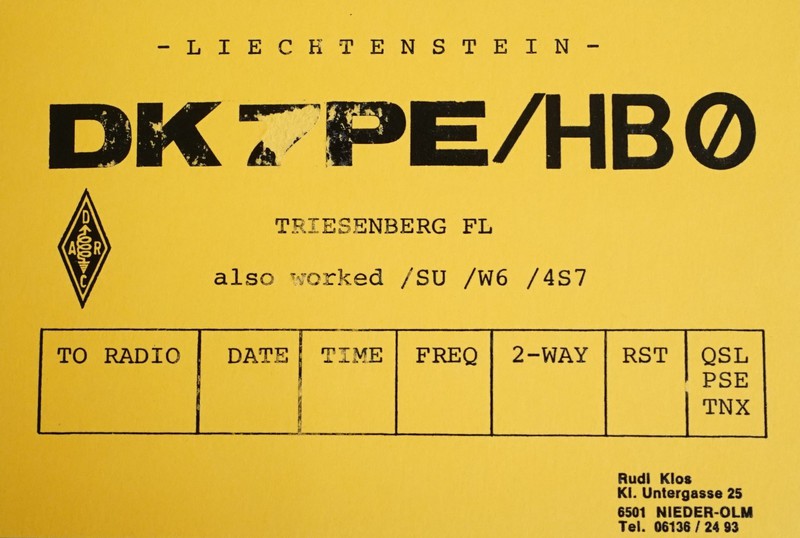 - L I E C H T E N S T E I N -
DK7PE/HBØ
D
A R
C
TRIESENBERG FL
also worked /SU /W6 /4S7
TO RADIO DATE TIME FREQ 2-WAY RST QSL
PSE
TNX
Rudi Klos
Kl. Untergasse 25
6501 NIEDER-OLM
Tel. 06136 / 24 93